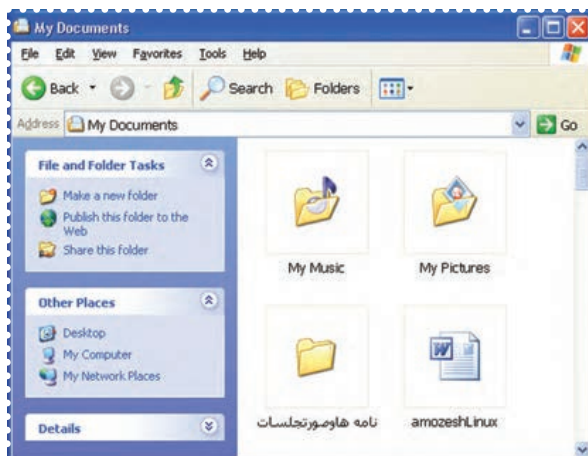 My Documents
File Edit View Favorites Tools Help
Back Search Folders
Address My Documents Go
File and Folder Tasks
Make a new folder
Publish this folder to the
Web
Share this folder
Other Places
Desktop
My Computer
My Network Places
Details
My Music My Pictures
نامه هاوصورتجلسات amozeshLinux